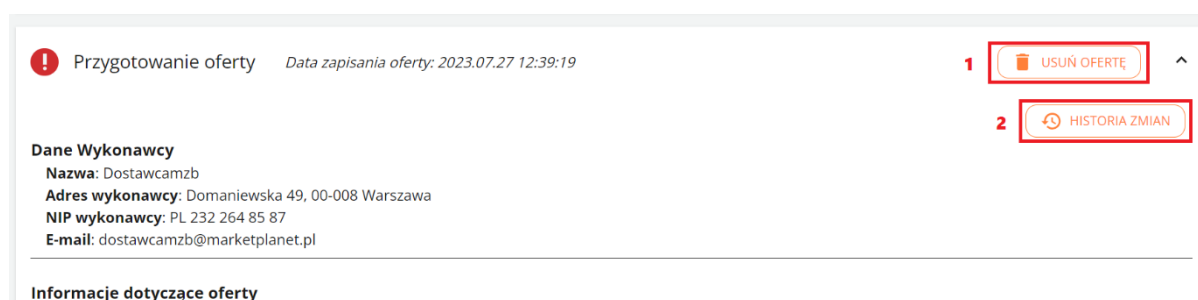 Przygotowanie oferty Data zapisania oferty: 2023.07.27 12:39:19 1 USUŃ OFERTĘ
2 HISTORIA ZMIAN
Dane Wykonawcy
Nazwa: Dostawcamzb
Adres wykonawcy: Domaniewska 49, 00-008 Warszawa
NIP wykonawcy: PL 232 264 85 87
E-mail: dostawcamzb@marketplanet.pl
Informacje dotyczące oferty